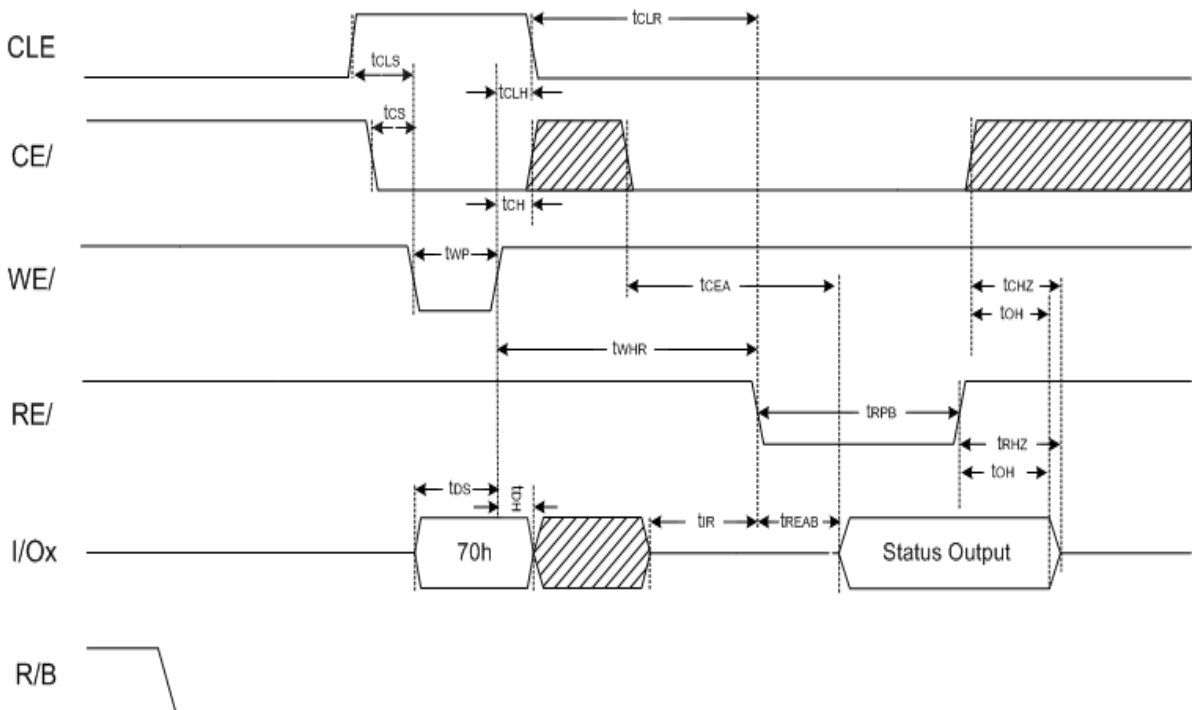 CLE
tCLR
tCLS
tCLH
tCS
CE/
tCH
WE/
tWP
tCEA
tCHZ
tOH
tWHR
RE/
tRPB
tRHZ
tOH
tDS
tDH
tIR
tREAB
I/Ox
70h
Status Output
R/B